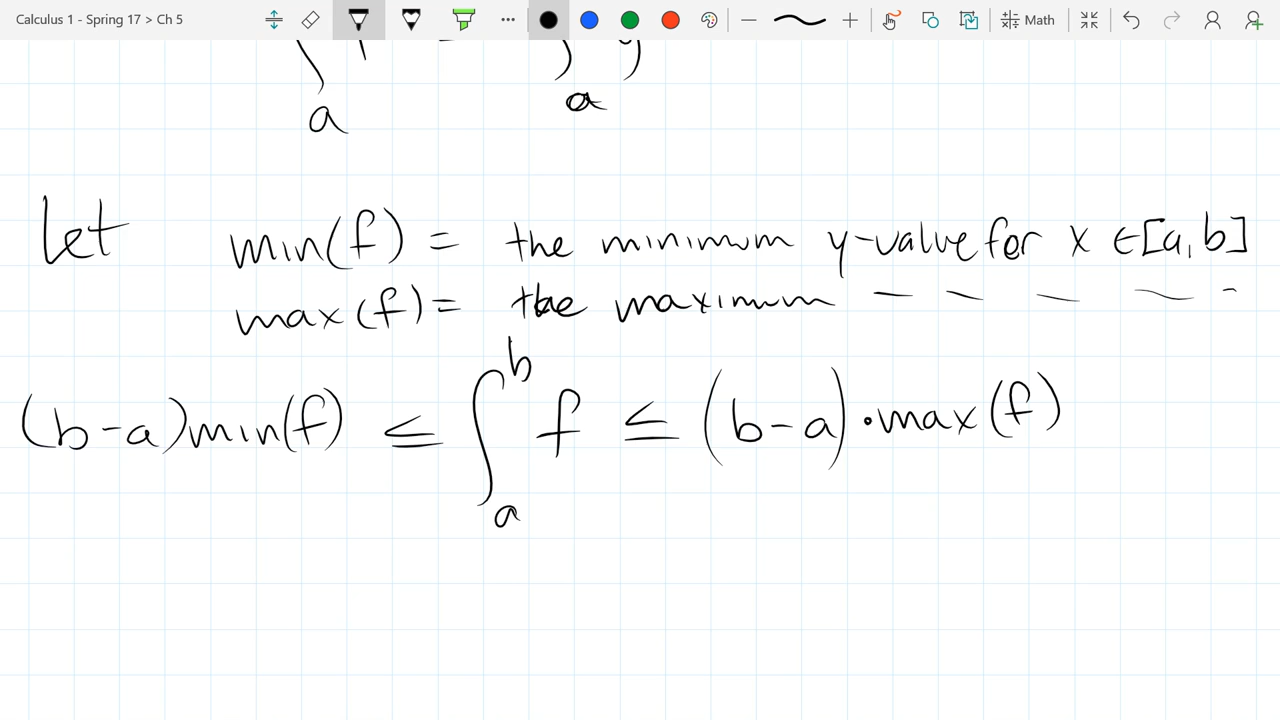 Calculus 1 - Spring 17 > Ch 5
Math
a
a
let min(f) = the minimum y-value for x ∈ [a,b]
max(f) = the maximum — — — — -
(b-a)min(f) ≤ ∫_a^b f ≤ (b-a)·max(f)